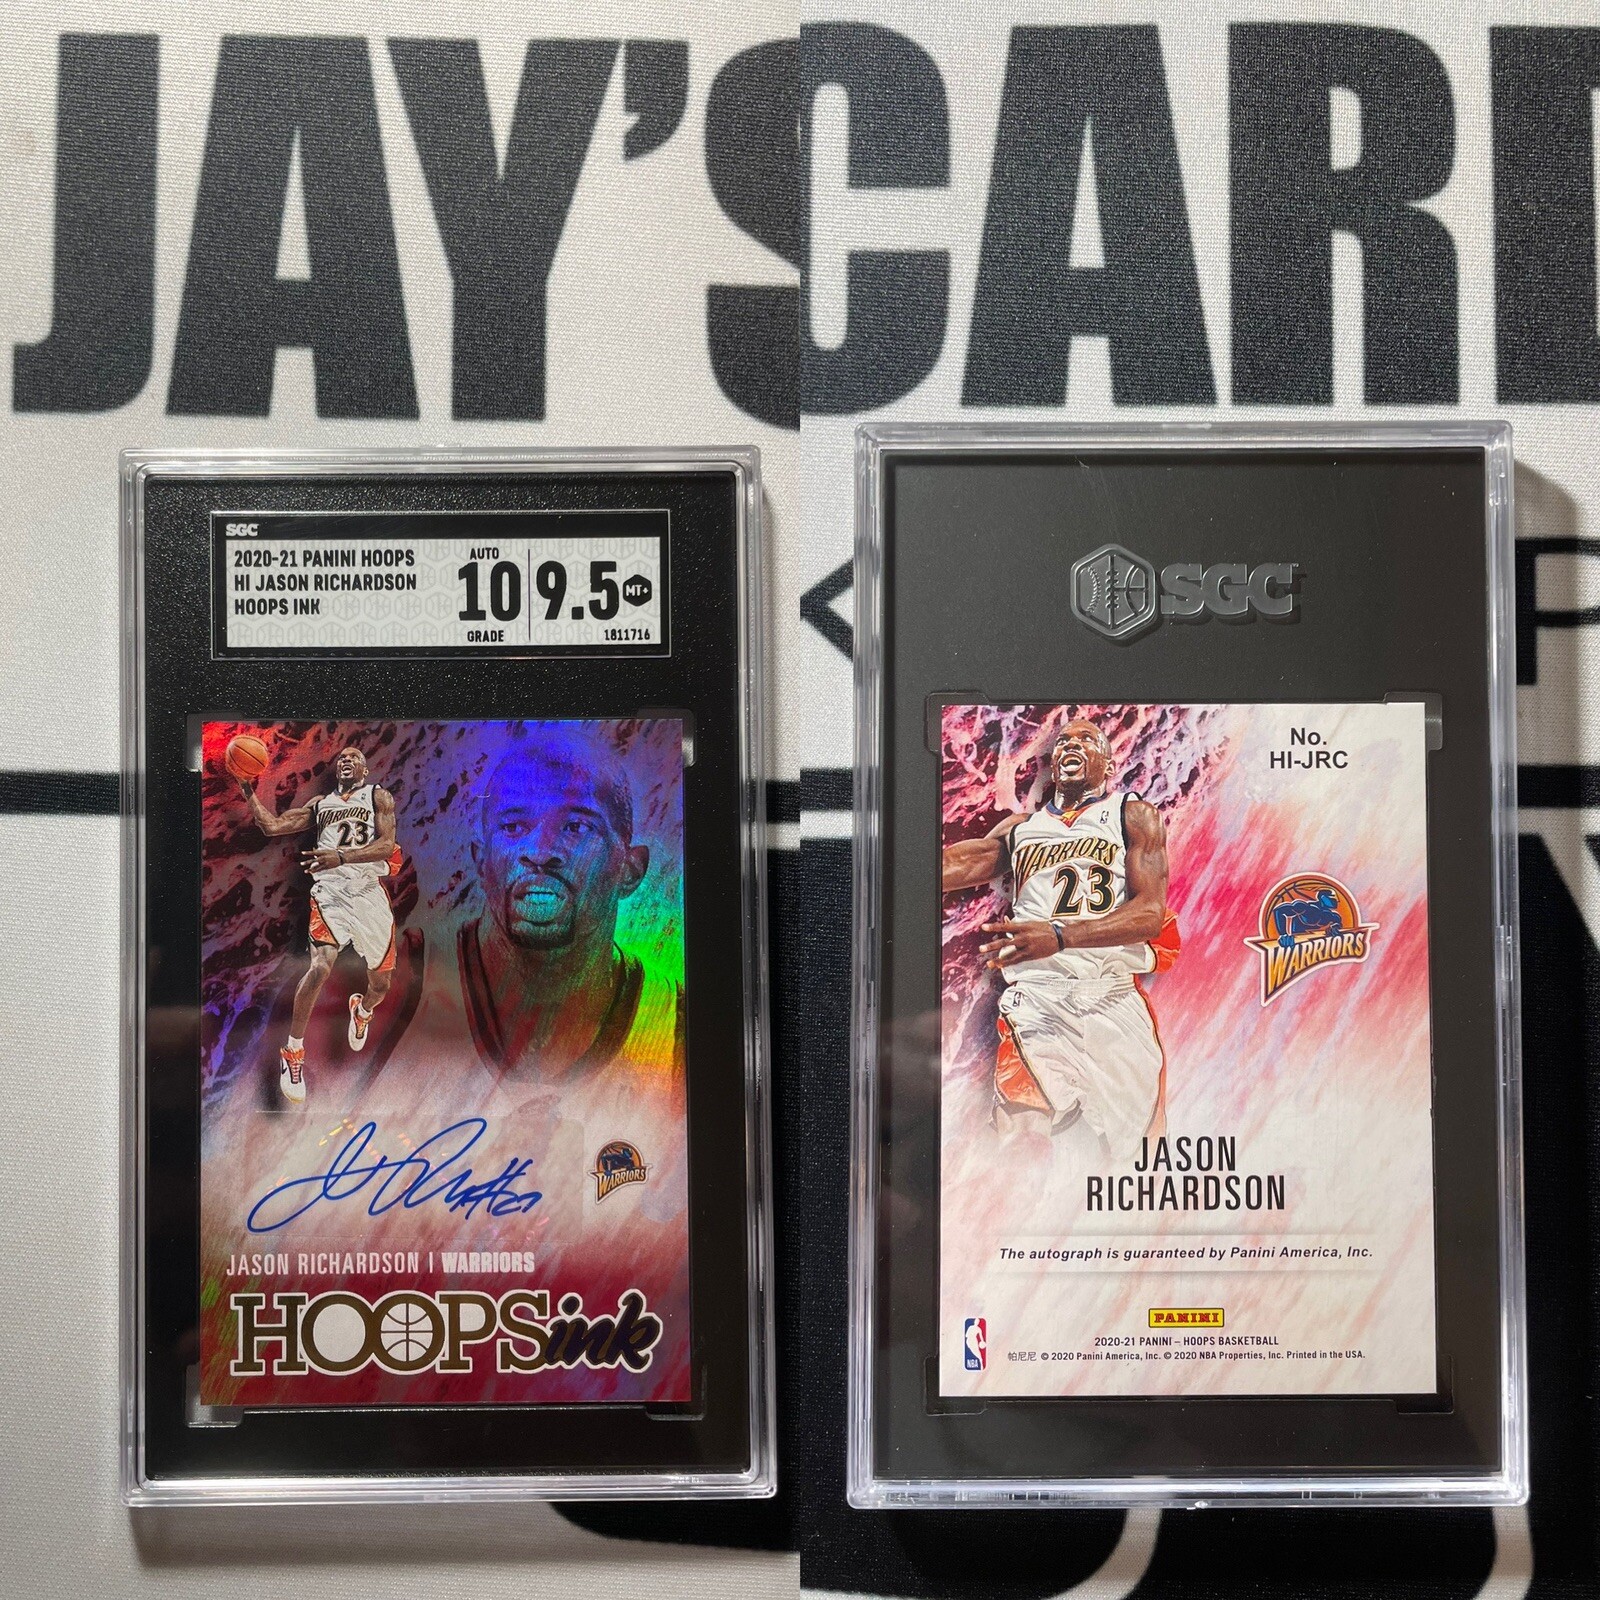 JAY'S CARD
SGC
2020-21 PANINI HOOPS
HI JASON RICHARDSON
HOOPS INK
AUTO
10
GRADE
9.5
MT+
1811716
WARRIORS
23
WARRIORS
JASON RICHARDSON | WARRIORS
HOOPS ink
SGC
No.
HI-JRC
WARRIORS
23
WARRIORS
JASON
RICHARDSON
The autograph is guaranteed by Panini America, Inc.
PANINI
NBA
2020-21 PANINI – HOOPS BASKETBALL
帕尼尼 © 2020 Panini America, Inc. © 2020 NBA Properties, Inc. Printed in the USA.